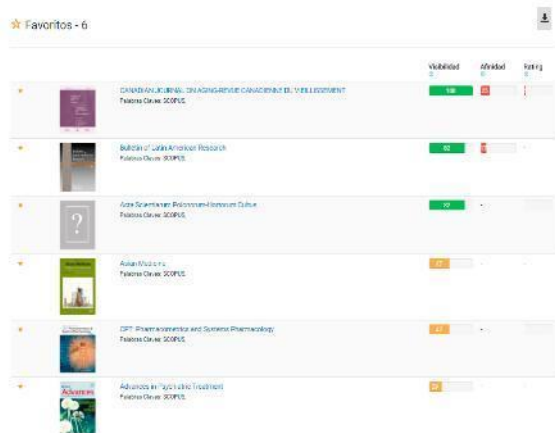 Favoritos - 6
Visibilidad Afinidad Rating
CANADIAN JOURNAL ON AGING-REVUE CANADIENNE DU VIEILLISSEMENT
Palabras Claves: SCOPUS,
100
Bulletin of Latin American Research
Palabras Claves: SCOPUS,
Acta Scientiarum Polonorum-Hortorum Cultus
Palabras Claves: SCOPUS,
?
Asian Medicine
Palabras Claves: SCOPUS,
CPT: Pharmacometrics and Systems Pharmacology
Palabras Claves: SCOPUS,
Advances in Psychiatric Treatment
Palabras Claves: SCOPUS,
Advances